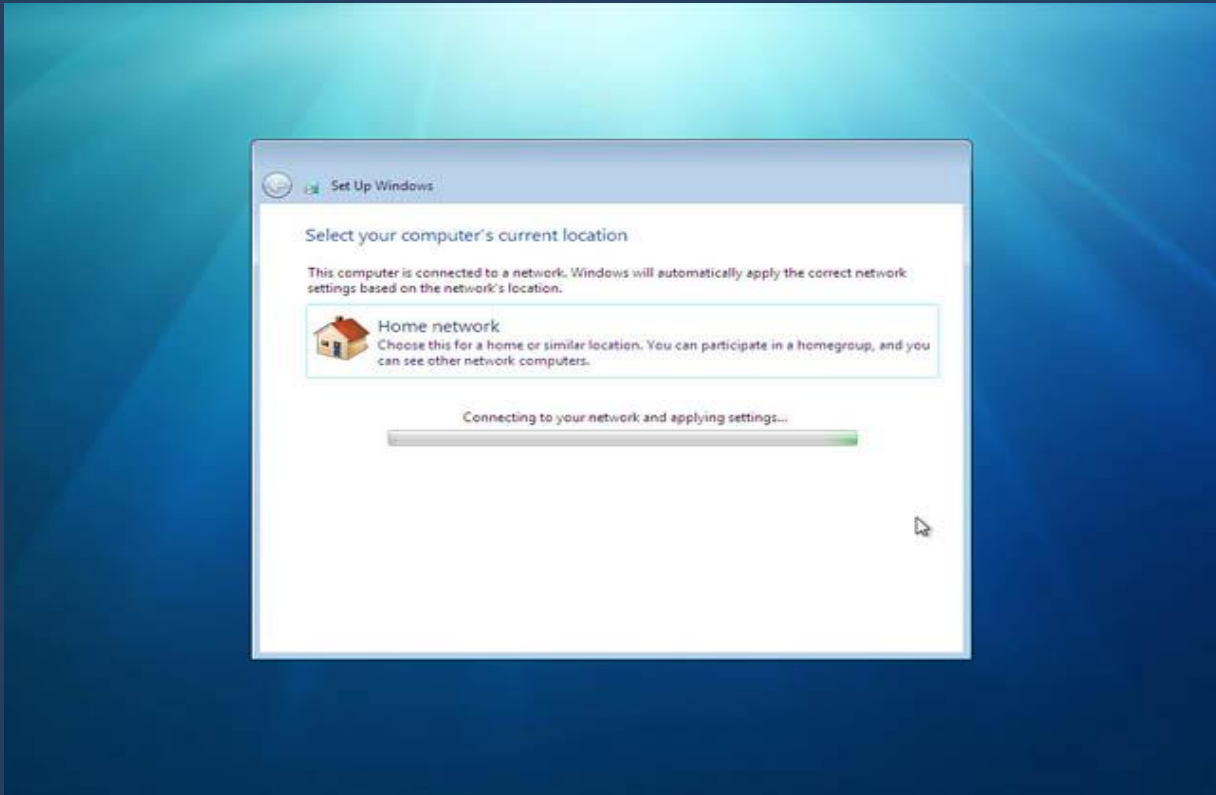 Set Up Windows
Select your computer's current location
This computer is connected to a network. Windows will automatically apply the correct network
settings based on the network's location.
Home network
Choose this for a home or similar location. You can participate in a homegroup, and you
can see other network computers.
Connecting to your network and applying settings...